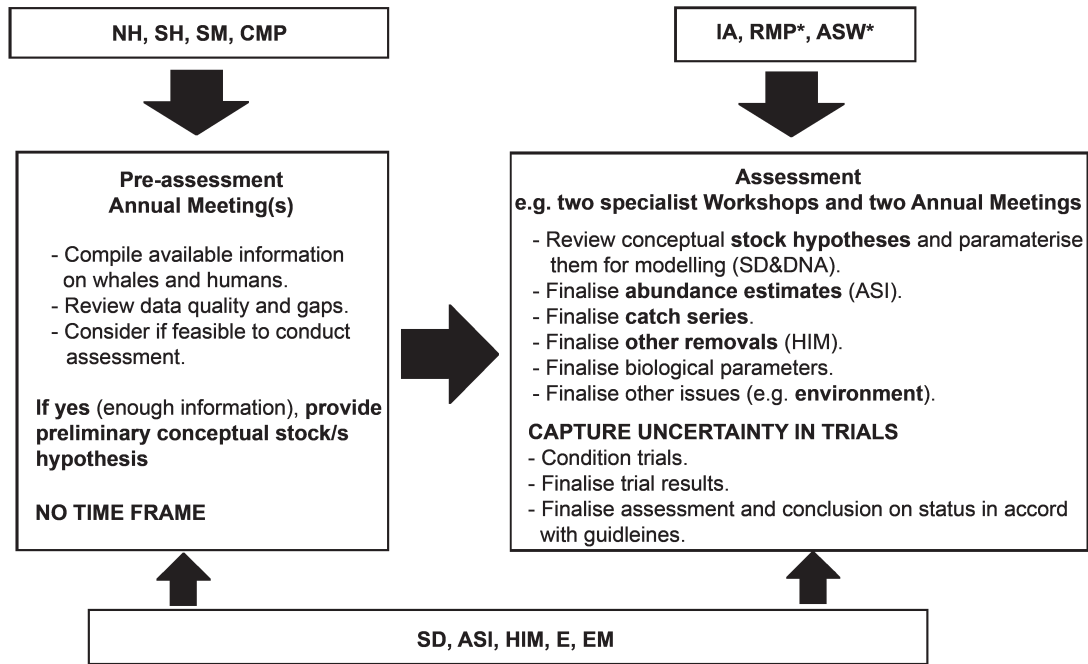 NH, SH, SM, CMP
IA, RMP*, ASW*
Pre-assessment
Annual Meeting(s)
- Compile available information
on whales and humans.
- Review data quality and gaps.
- Consider if feasible to conduct
assessment.
If yes (enough information), provide
preliminary conceptual stock/s
hypothesis
NO TIME FRAME
Assessment
e.g. two specialist Workshops and two Annual Meetings
- Review conceptual stock hypotheses and paramaterise
them for modelling (SD&DNA).
- Finalise abundance estimates (ASI).
- Finalise catch series.
- Finalise other removals (HIM).
- Finalise biological parameters.
- Finalise other issues (e.g. environment).
CAPTURE UNCERTAINTY IN TRIALS
- Condition trials.
- Finalise trial results.
- Finalise assessment and conclusion on status in accord
with guidleines.
SD, ASI, HIM, E, EM